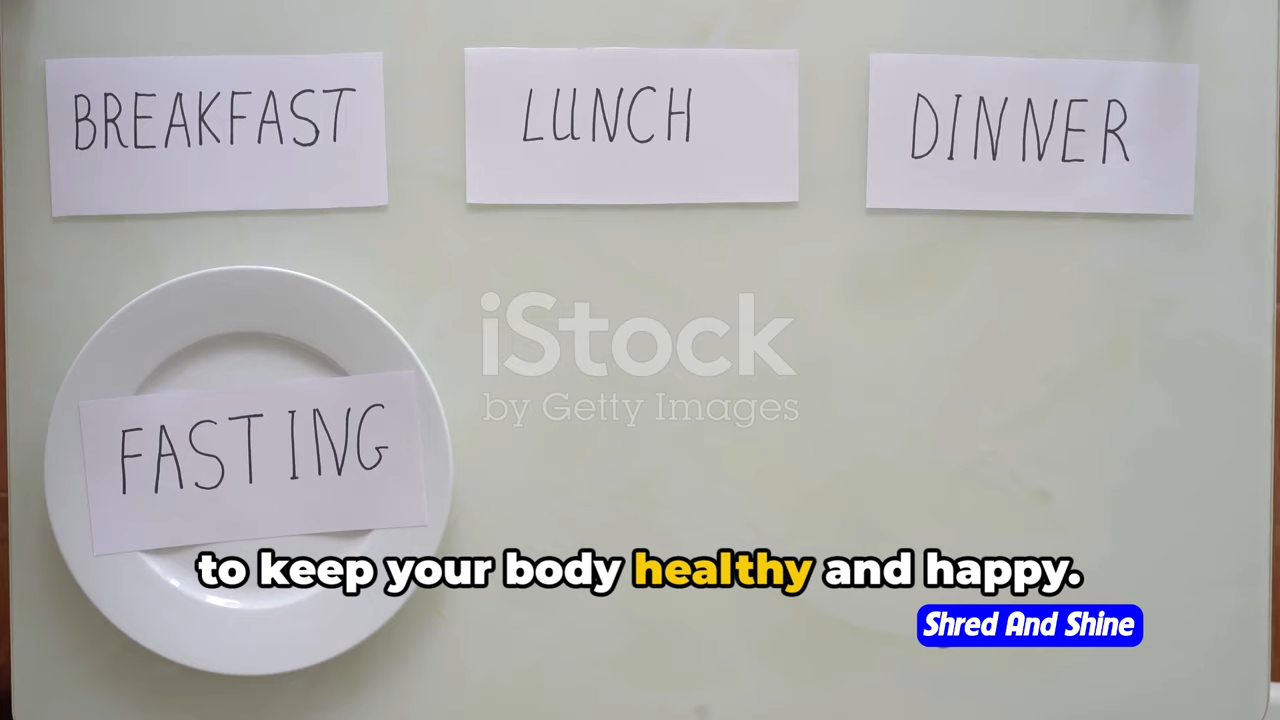 BREAKFAST
LUNCH
DINNER
iStock
by Getty Images
FASTING
to keep your body healthy and happy.
Shred And Shine